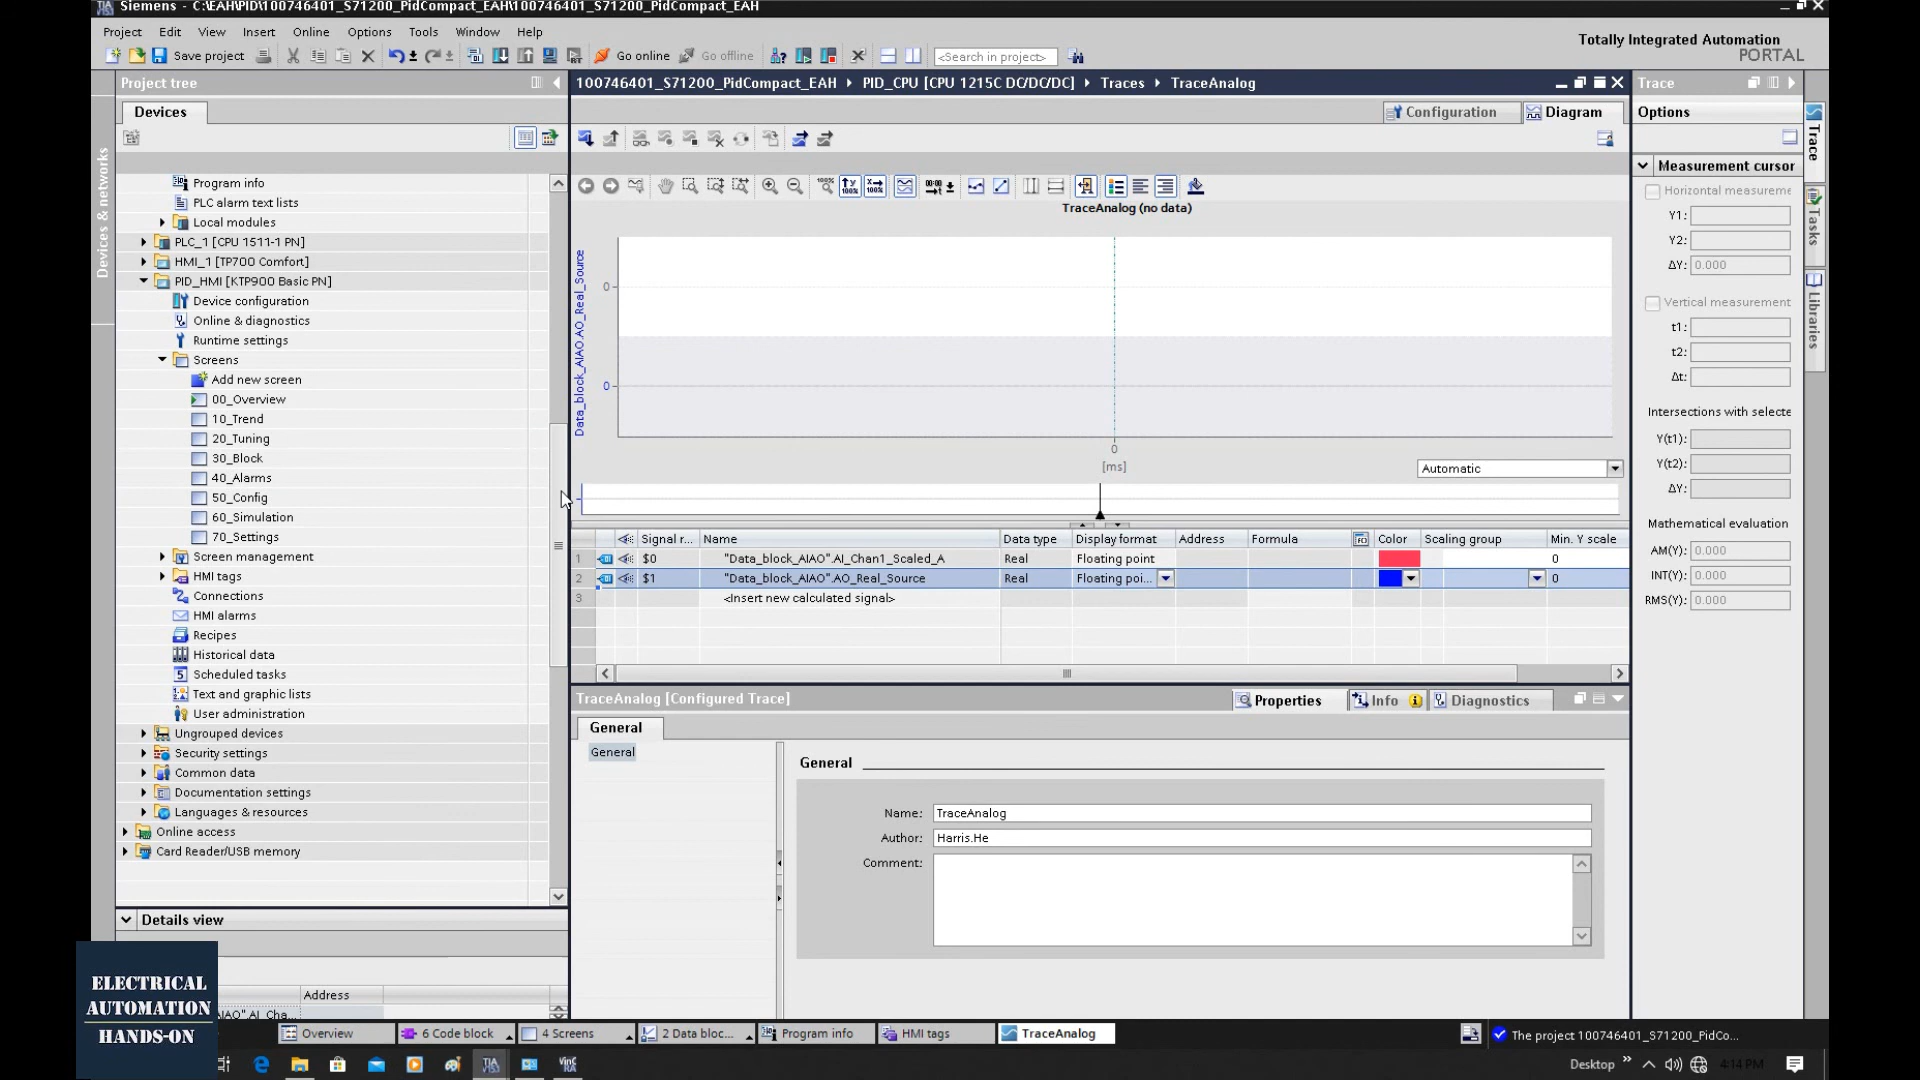 Siemens - C:\EAH\PID\100746401_S71200_PidCompact_EAH\100746401_S71200_PidCompact_EAH
Project Edit View Insert Online Options Tools Window Help
Totally Integrated Automation
PORTAL
Save project
Go online
Go offline
<Search in project>
Project tree
Devices
Devices & networks
Program info
PLC alarm text lists
Local modules
PLC_1 [CPU 1511-1 PN]
HMI_1 [TP700 Comfort]
PID_HMI [KTP900 Basic PN]
Device configuration
Online & diagnostics
Runtime settings
Screens
Add new screen
00_Overview
10_Trend
20_Tuning
30_Block
40_Alarms
50_Config
60_Simulation
70_Settings
Screen management
HMI tags
Connections
HMI alarms
Recipes
Historical data
Scheduled tasks
Text and graphic lists
User administration
Ungrouped devices
Security settings
Common data
Documentation settings
Languages & resources
Online access
Card Reader/USB memory
Details view
Address
ELECTRICAL
AUTOMATION
HANDS-ON
100746401_S71200_PidCompact_EAH PID_CPU [CPU 1215C DC/DC/DC] Traces TraceAnalog
Configuration
Diagram
TraceAnalog (no data)
Data_block_AIAO.AO_Real_Source
0
0
0
[ms]
Automatic
Signal r... Name Data type Display format Address Formula Color Scaling group Min. Y scale
1 $0 "Data_block_AIAO".AI_Chan1_Scaled_A Real Floating point 0
2 $1 "Data_block_AIAO".AO_Real_Source Real Floating poi... 0
3 <Insert new calculated signal>
TraceAnalog [Configured Trace]
Properties
Info
Diagnostics
General
General
General
Name: TraceAnalog
Author: Harris.He
Comment:
Trace
Options
Measurement cursor
Horizontal measureme
Y1:
Y2:
ΔY: 0.000
Vertical measurement
t1:
t2:
Δt:
Intersections with selecte
Y(t1):
Y(t2):
ΔY:
Mathematical evaluation
AM(Y): 0.000
INT(Y): 0.000
RMS(Y): 0.000
Trace
Tasks
Libraries
Overview
6 Code block
4 Screens
2 Data bloc...
Program info
HMI tags
TraceAnalog
The project 100746401_S71200_PidCo...
Desktop
4:14 PM